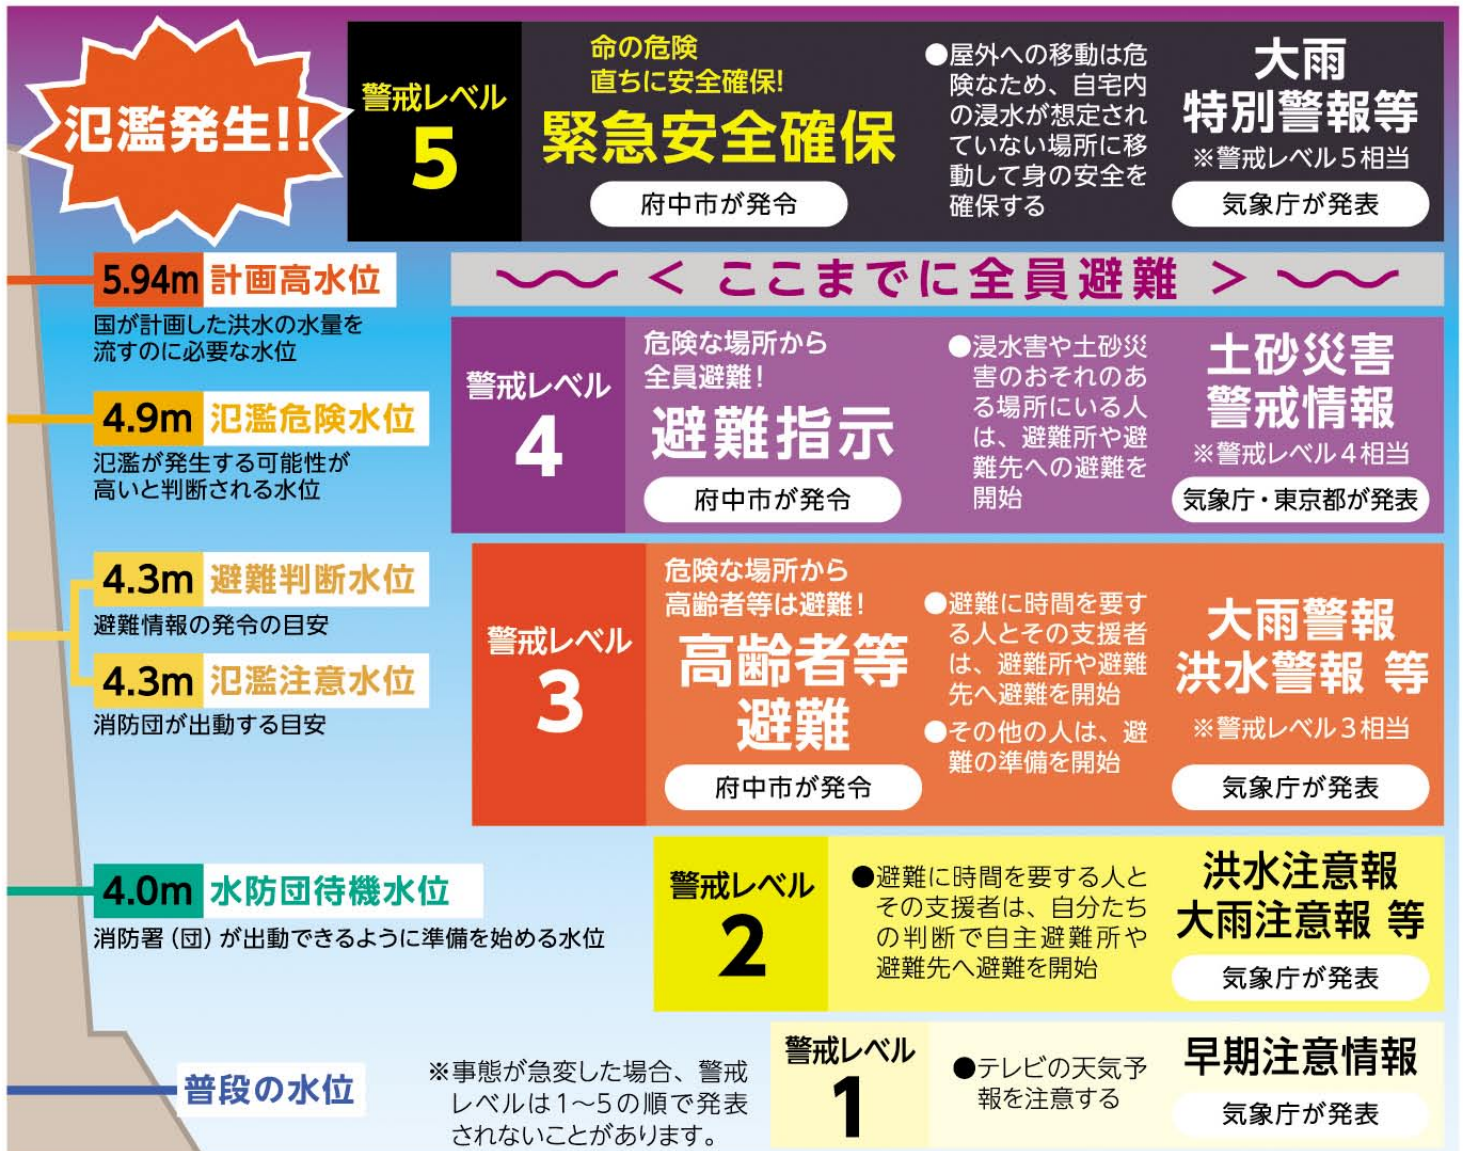 氾濫発生!!
警戒レベル
5
命の危険
直ちに安全確保!
緊急安全確保
府中市が発令
●屋外への移動は危
険なため、自宅内
の浸水が想定され
ていない場所に移
動して身の安全を
確保する
大雨
特別警報等
※警戒レベル5相当
気象庁が発表
5.94m 計画高水位
国が計画した洪水の水量を
流すのに必要な水位
＜ ここまでに全員避難 ＞
4.9m 氾濫危険水位
氾濫が発生する可能性が
高いと判断される水位
警戒レベル
4
危険な場所から
全員避難!
避難指示
府中市が発令
●浸水害や土砂災
害のおそれのあ
る場所にいる人
は、避難所や避
難先への避難を
開始
土砂災害
警戒情報
※警戒レベル4相当
気象庁・東京都が発表
4.3m 避難判断水位
避難情報の発令の目安
4.3m 氾濫注意水位
消防団が出動する目安
警戒レベル
3
危険な場所から
高齢者等は避難!
高齢者等
避難
府中市が発令
●避難に時間を要す
る人とその支援者
は、避難所や避難
先へ避難を開始
●その他の人は、避
難の準備を開始
大雨警報
洪水警報 等
※警戒レベル3相当
気象庁が発表
4.0m 水防団待機水位
消防署（団）が出動できるように準備を始める水位
警戒レベル
2
●避難に時間を要する人と
その支援者は、自分たち
の判断で自主避難所や
避難先へ避難を開始
洪水注意報
大雨注意報 等
気象庁が発表
普段の水位
※事態が急変した場合、警戒
レベルは1〜5の順で発表
されないことがあります。
警戒レベル
1
●テレビの天気予
報を注意する
早期注意情報
気象庁が発表